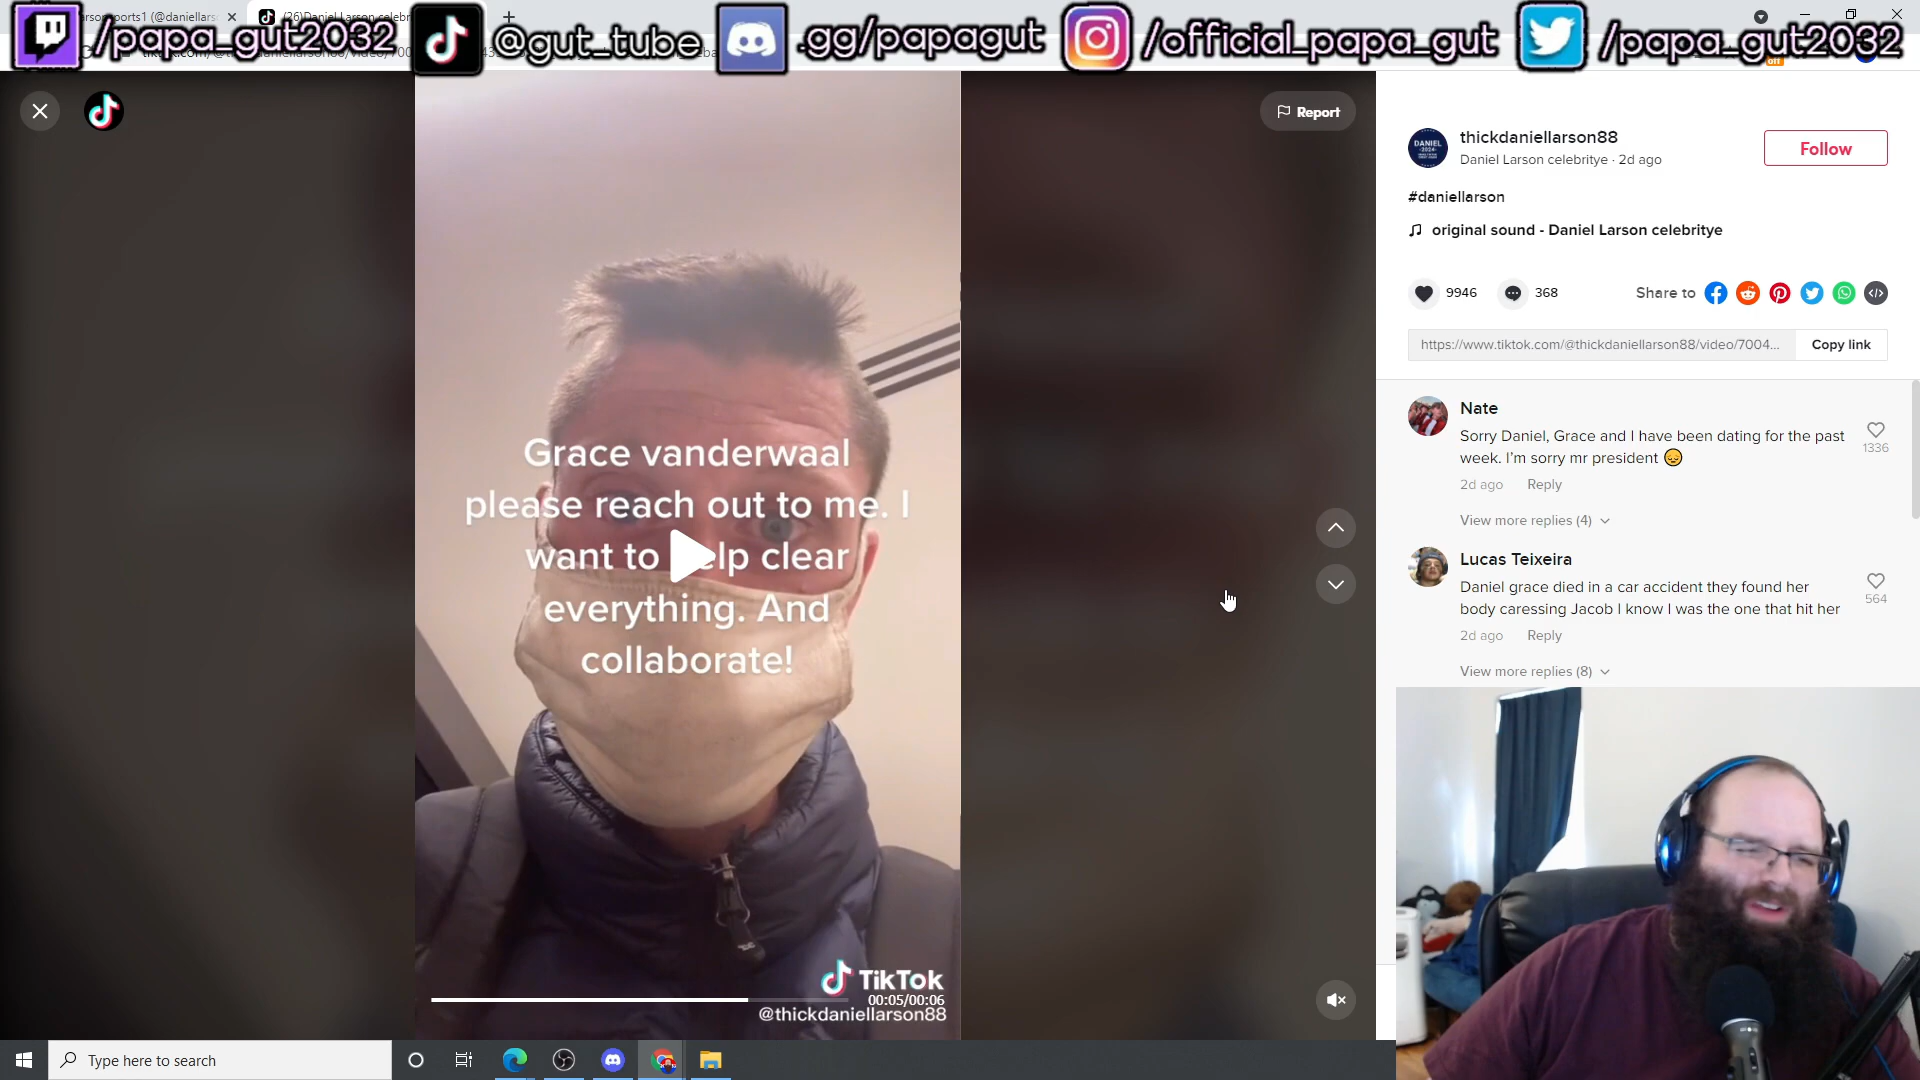 /papa_gut2032 @gut_tube .gg/papagut /official_papa_gut /papa_gut2032
Report
Grace vanderwaal
please reach out to me. I
want to help clear
everything. And
collaborate!
TikTok
00:05/00:06
@thickdaniellarson88
DANIEL
2024
thickdaniellarson88
Daniel Larson celebritye · 2d ago
Follow
#daniellarson
original sound - Daniel Larson celebritye
9946 368 Share to
https://www.tiktok.com/@thickdaniellarson88/video/7004... Copy link
Nate
Sorry Daniel, Grace and I have been dating for the past
week. I'm sorry mr president 😔
1336
2d ago Reply
View more replies (4)
Lucas Teixeira
Daniel grace died in a car accident they found her
body caressing Jacob I know I was the one that hit her
564
2d ago Reply
View more replies (8)
Type here to search